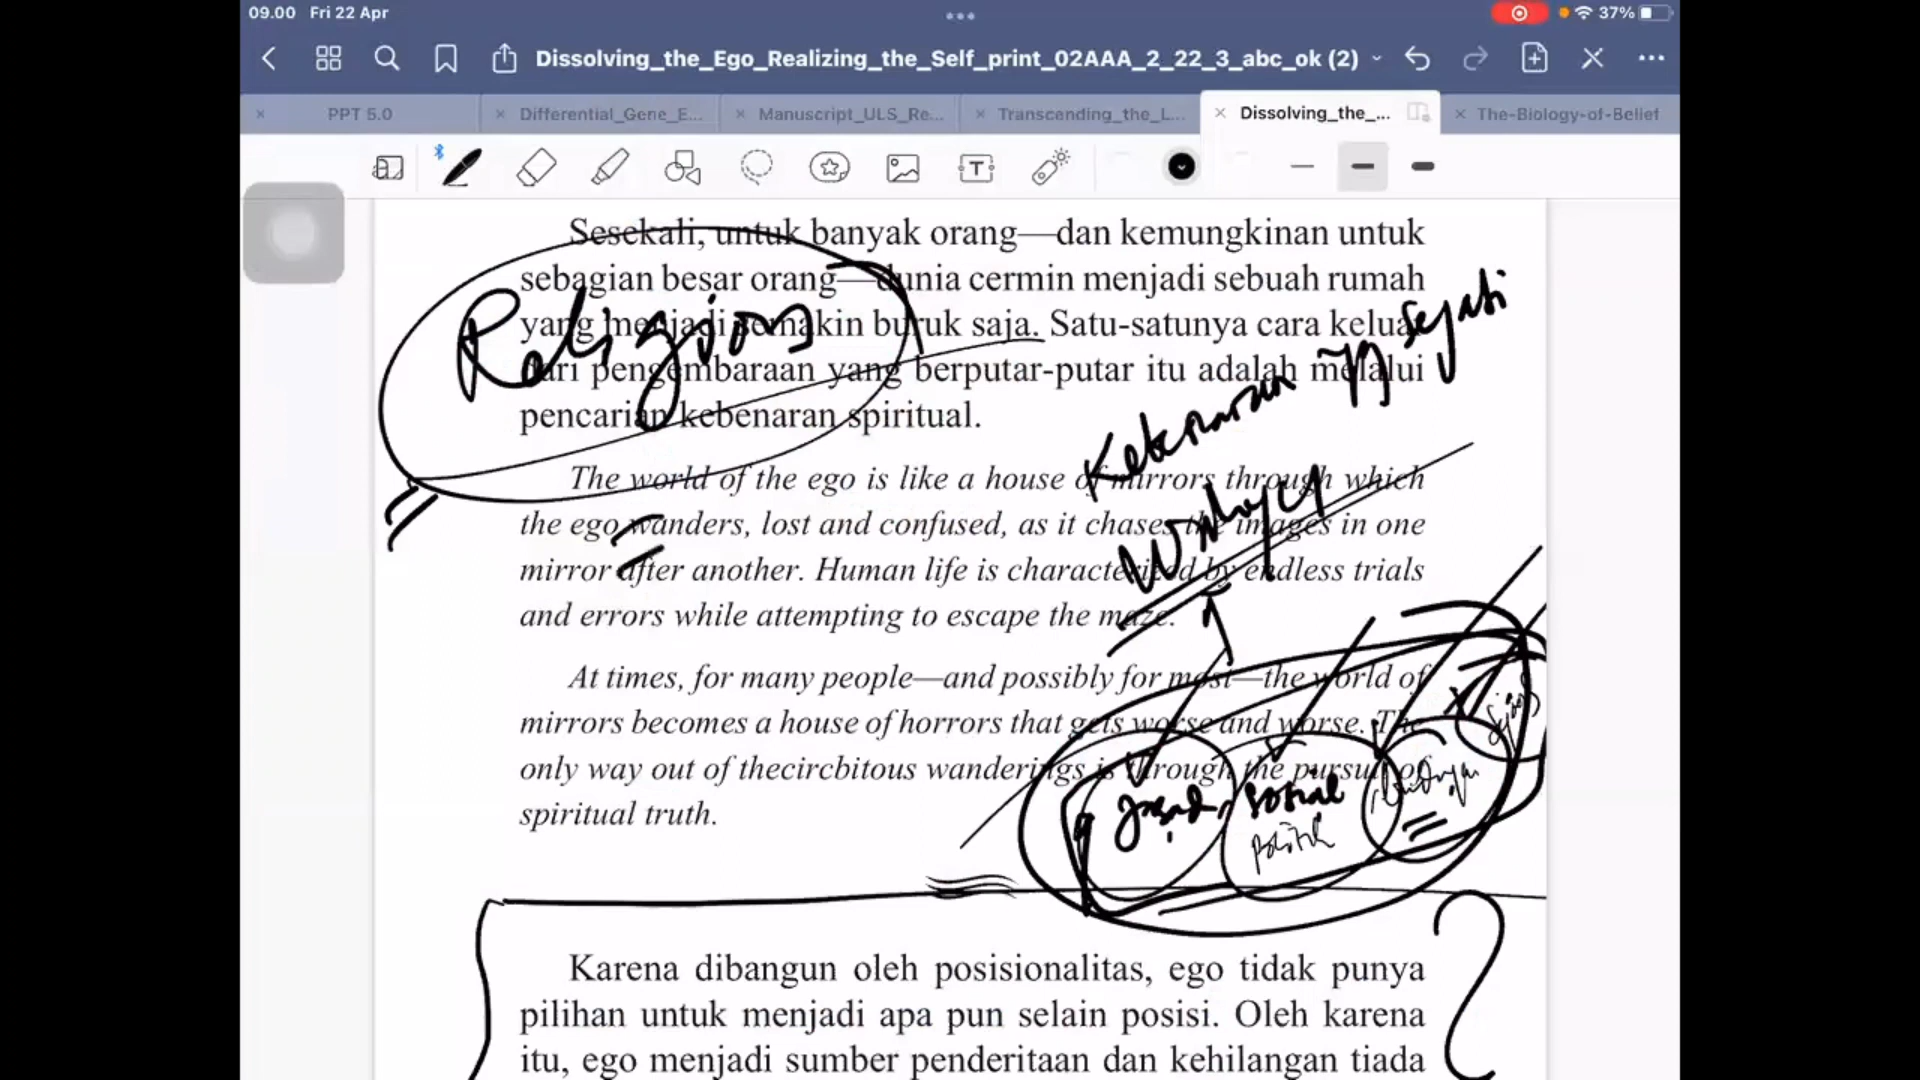 09.00 Fri 22 Apr
37%
Dissolving_the_Ego_Realizing_the_Self_print_02AAA_2_22_3_abc_ok (2)
PPT 5.0
Differential_Gene_E...
Manuscript_ULS_Re...
Transcending_the_L...
Dissolving_the_...
The-Biology-of-Belief
Sesekali, untuk banyak orang—dan kemungkinan untuk
sebagian besar orang—dunia cermin menjadi sebuah rumah
yang menjadi semakin buruk saja. Satu-satunya cara keluar
dari pengembaraan yang berputar-putar itu adalah melalui
pencarian kebenaran spiritual.
Religions
Kebenaran yg sejati
The world of the ego is like a house of mirrors through which
the ego wanders, lost and confused, as it chases the images in one
mirror after another. Human life is characterized by endless trials
and errors while attempting to escape the maze.
At times, for many people—and possibly for most—the world of
mirrors becomes a house of horrors that gets worse and worse. The
only way out of thecircbitous wanderings is through the pursuit of
spiritual truth.
sosial
politik
Karena dibangun oleh posisionalitas, ego tidak punya
pilihan untuk menjadi apa pun selain posisi. Oleh karena
itu, ego menjadi sumber penderitaan dan kehilangan tiada